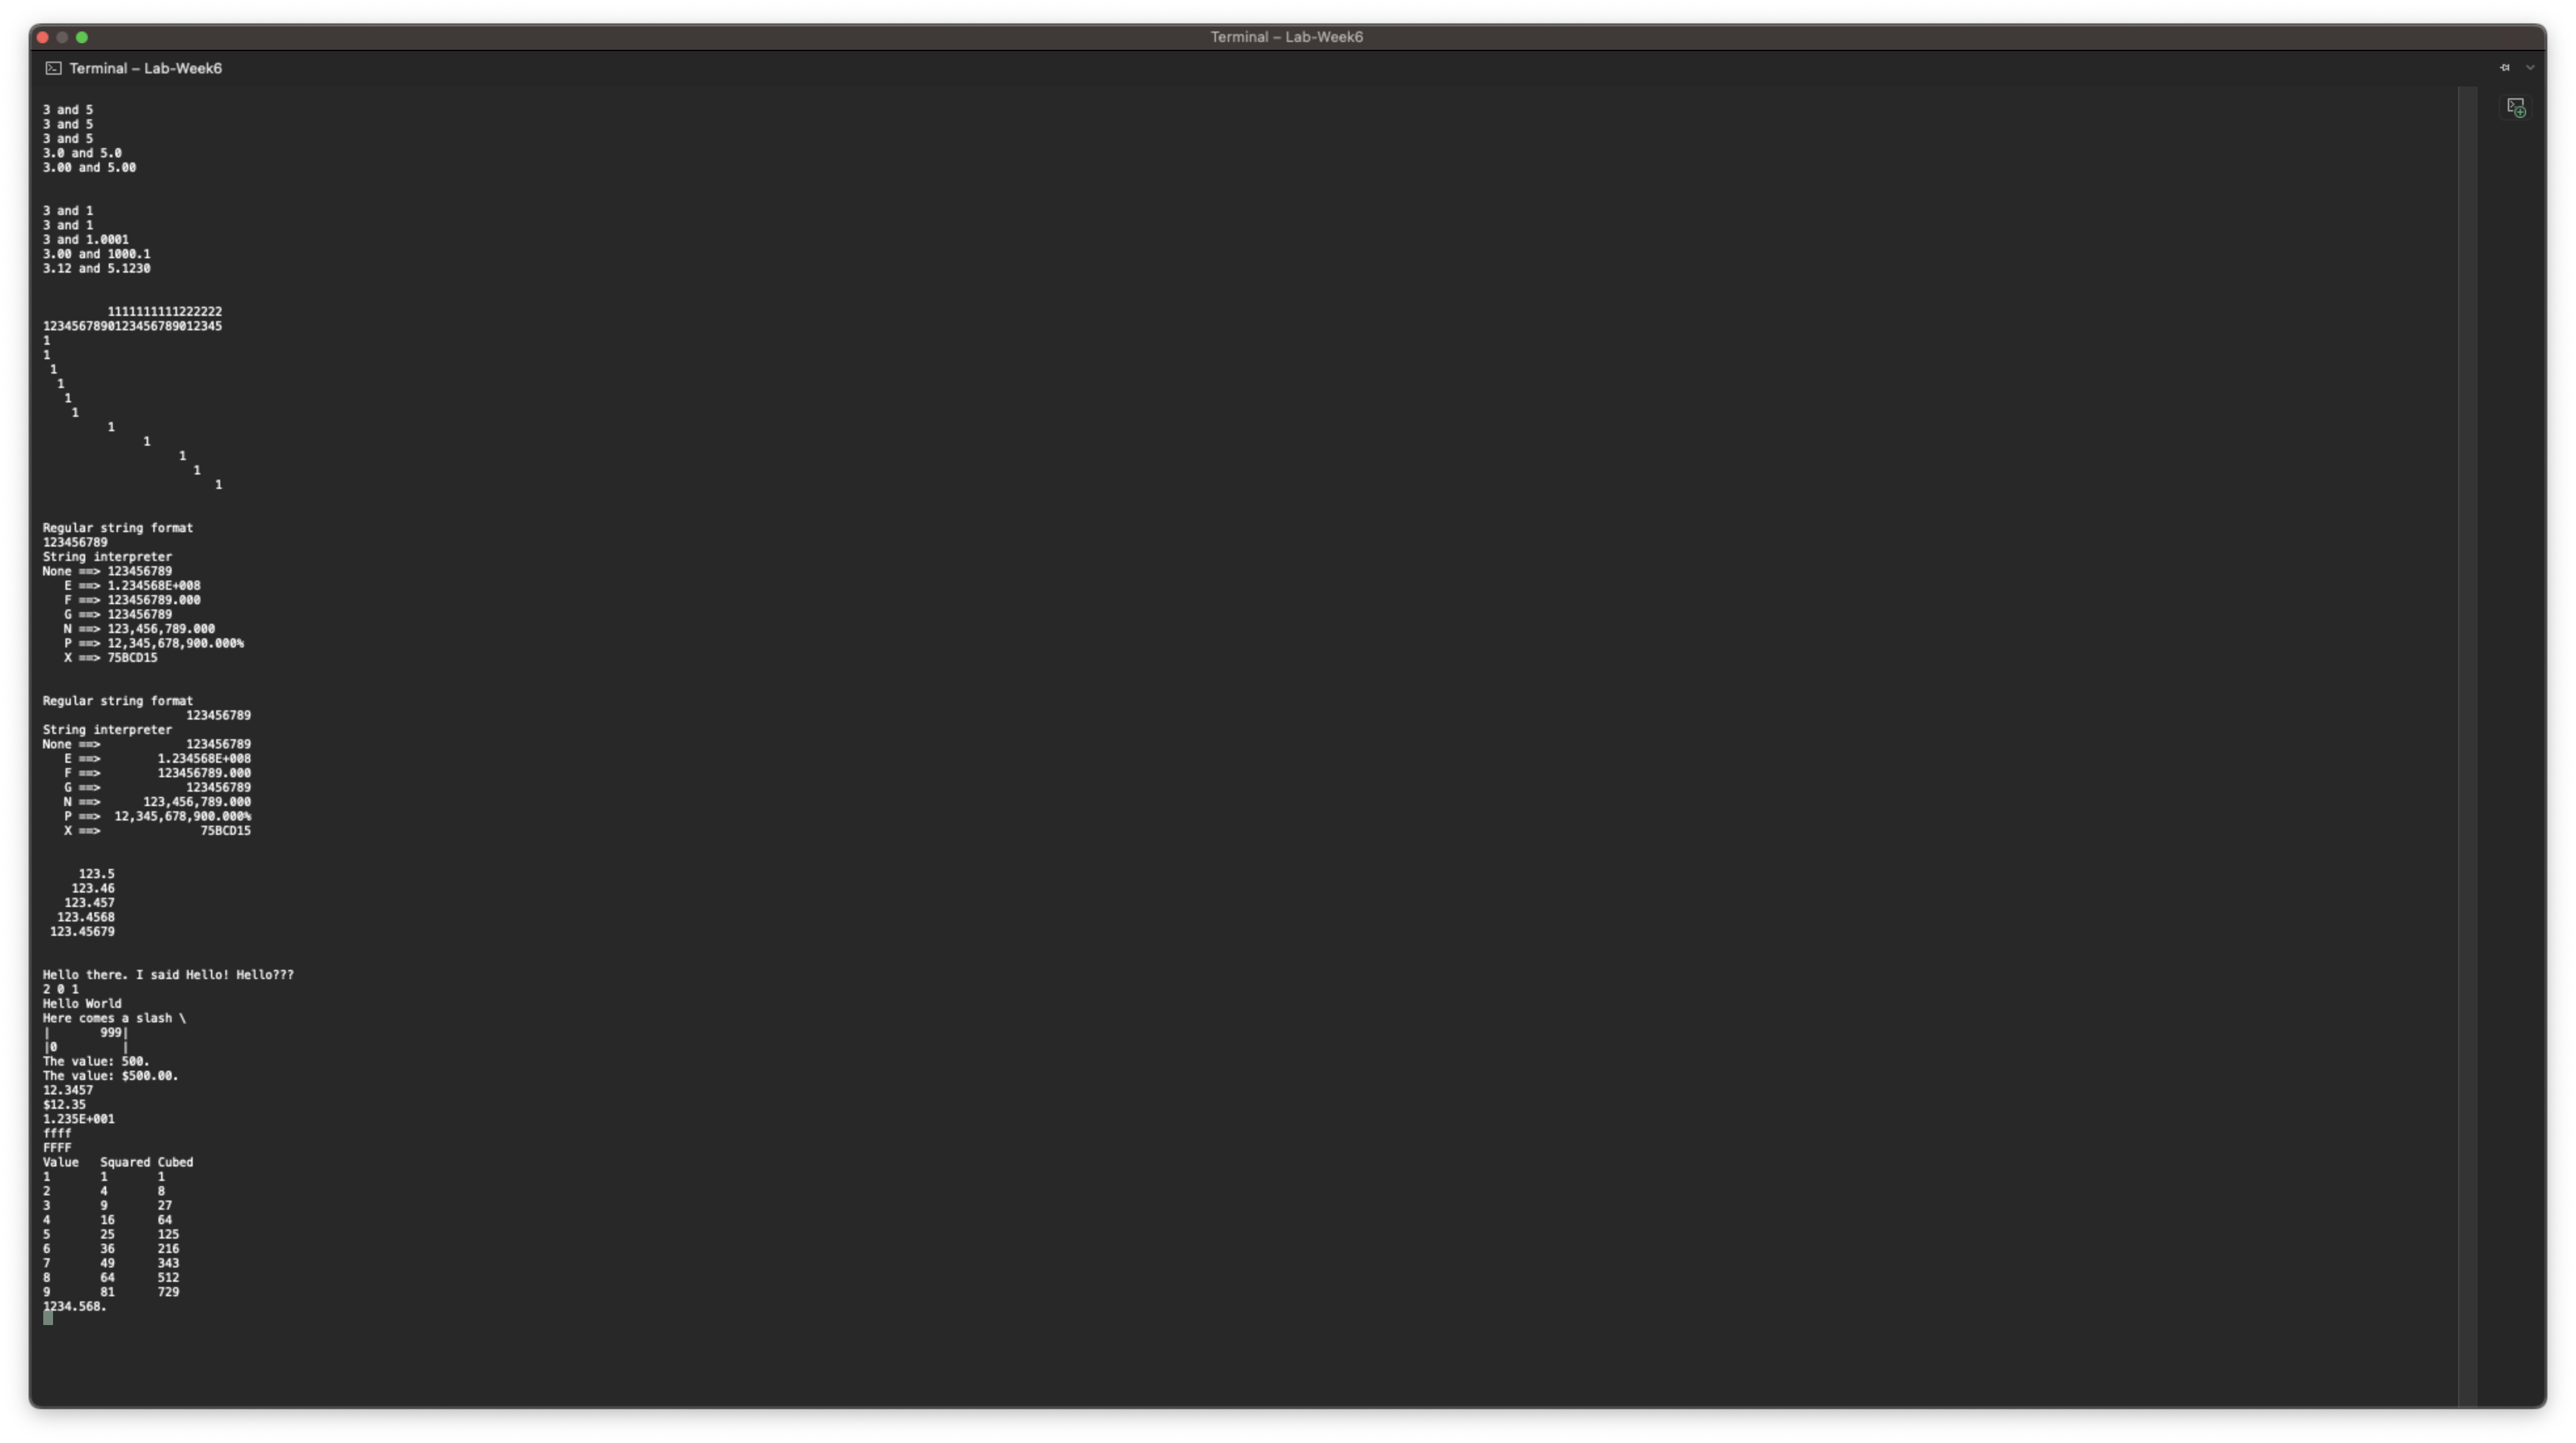 Terminal – Lab-Week6
Terminal – Lab-Week6
3 and 5
3 and 5
3 and 5
3.0 and 5.0
3.00 and 5.00
3 and 1
3 and 1
3 and 1.0001
3.00 and 1000.1
3.12 and 5.1230
         1111111111222222
1234567890123456789012345
1
1
 1
  1
   1
    1
         1
              1
                   1
                     1
                        1
Regular string format
123456789
String interpreter
None ==> 123456789
   E ==> 1.234568E+008
   F ==> 123456789.000
   G ==> 123456789
   N ==> 123,456,789.000
   P ==> 12,345,678,900.000%
   X ==> 75BCD15
Regular string format
                    123456789
String interpreter
None ==>            123456789
   E ==>        1.234568E+008
   F ==>        123456789.000
   G ==>            123456789
   N ==>      123,456,789.000
   P ==>  12,345,678,900.000%
   X ==>              75BCD15
     123.5
    123.46
   123.457
  123.4568
 123.45679
Hello there. I said Hello! Hello???
2 0 1
Hello World
Here comes a slash \
|       999|
|0         |
The value: 500.
The value: $500.00.
12.3457
$12.35
1.235E+001
ffff
FFFF
Value   Squared Cubed
1       1       1
2       4       8
3       9       27
4       16      64
5       25      125
6       36      216
7       49      343
8       64      512
9       81      729
1234.568.